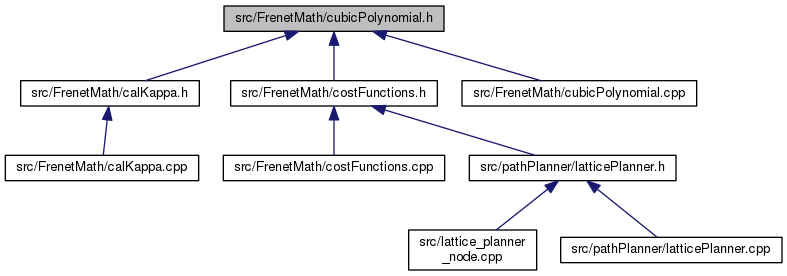 src/FrenetMath/cubicPolynomial.h
src/FrenetMath/calKappa.h
src/FrenetMath/costFunctions.h
src/FrenetMath/cubicPolynomial.cpp
src/FrenetMath/calKappa.cpp
src/FrenetMath/costFunctions.cpp
src/pathPlanner/latticePlanner.h
src/lattice_planner
_node.cpp
src/pathPlanner/latticePlanner.cpp